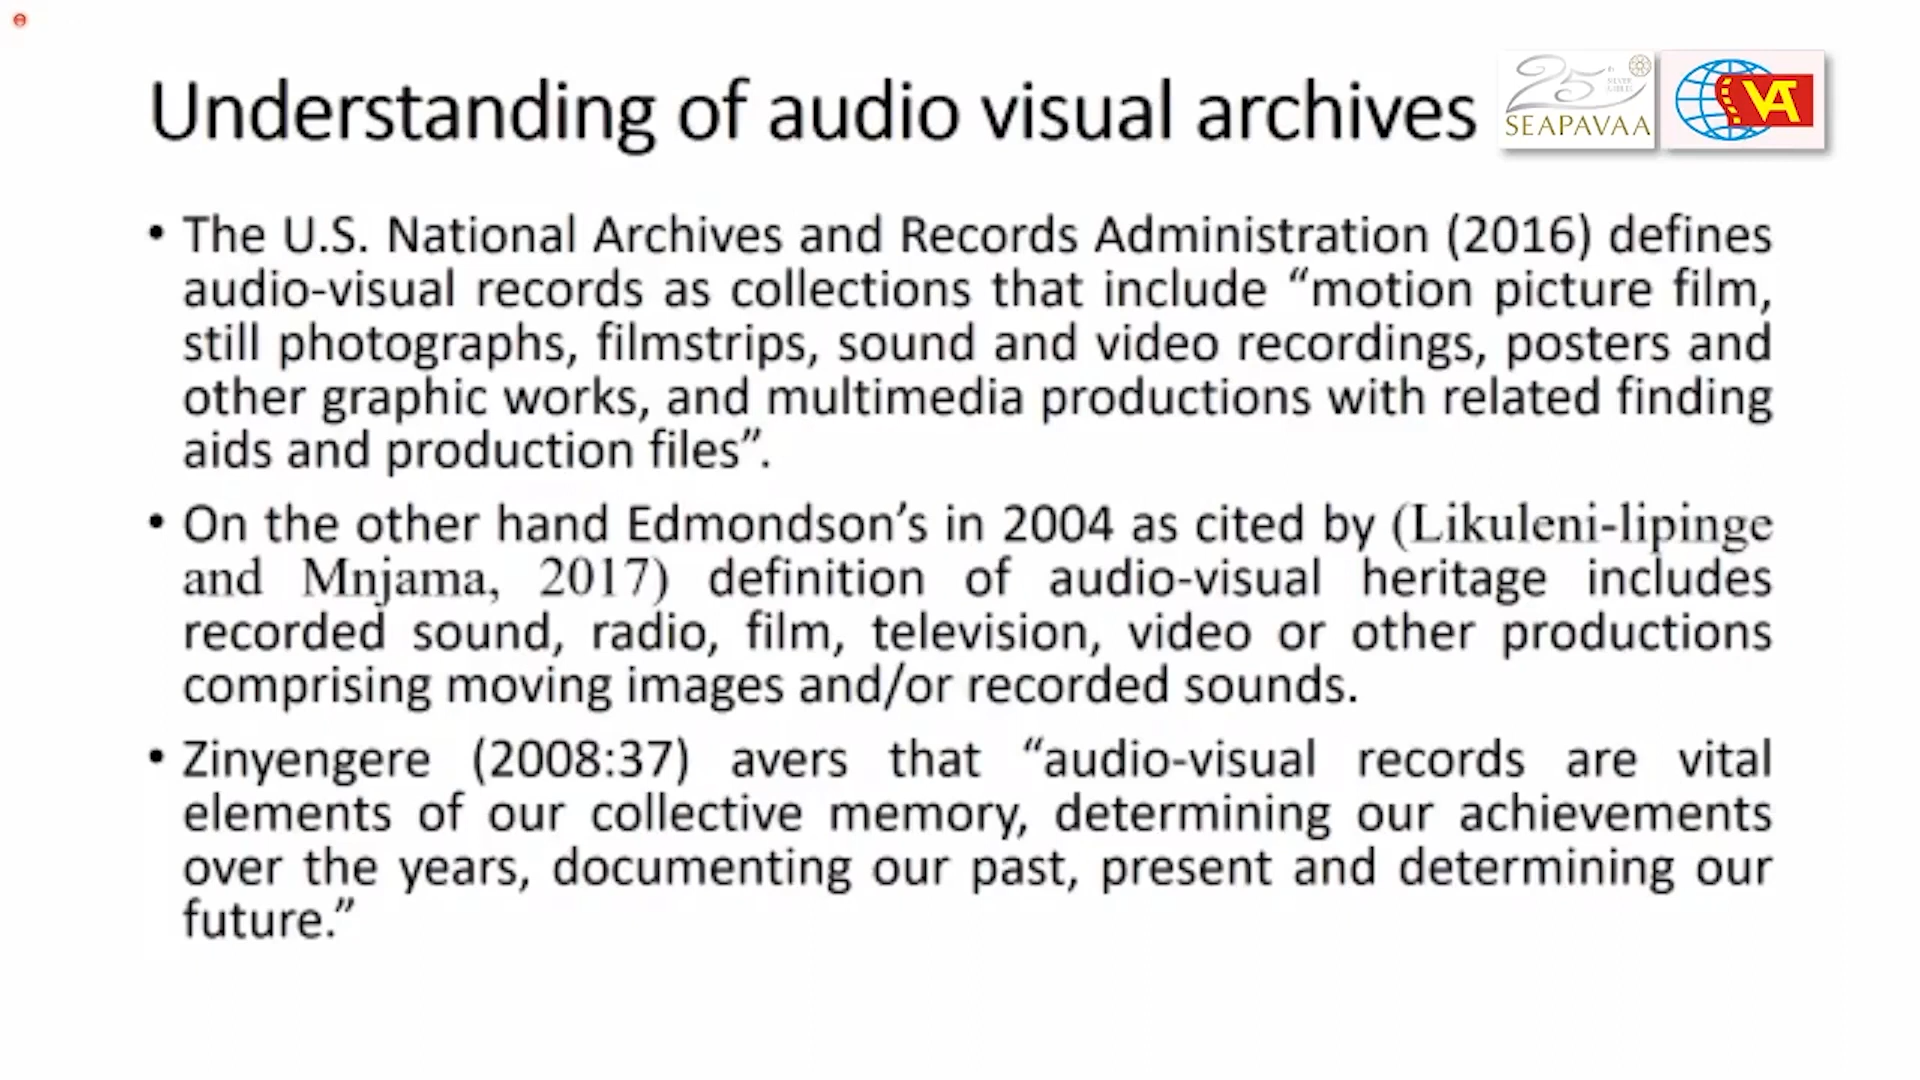 Understanding of audio visual archives
25
SEAPAVAA
VA
• The U.S. National Archives and Records Administration (2016) defines
audio-visual records as collections that include “motion picture film,
still photographs, filmstrips, sound and video recordings, posters and
other graphic works, and multimedia productions with related finding
aids and production files”.
• On the other hand Edmondson’s in 2004 as cited by (Likuleni-lipinge
and Mnjama, 2017) definition of audio-visual heritage includes
recorded sound, radio, film, television, video or other productions
comprising moving images and/or recorded sounds.
• Zinyengere (2008:37) avers that “audio-visual records are vital
elements of our collective memory, determining our achievements
over the years, documenting our past, present and determining our
future.”